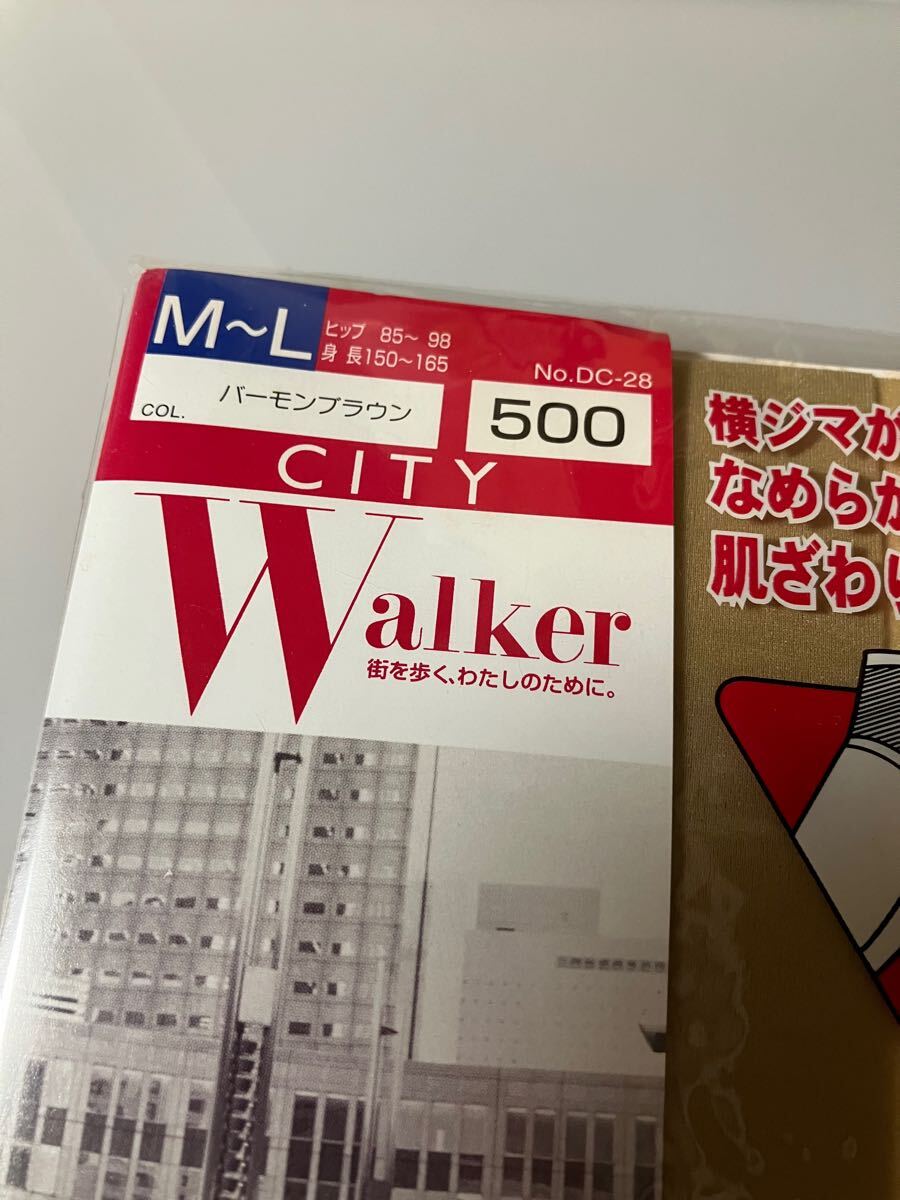 M～L
ヒップ 85～ 98
身 長150～165
No.DC-28
COL. バーモンブラウン
500
CITY
Walker
街を歩く、わたしのために。
横ジマが
なめらか
肌ざわり